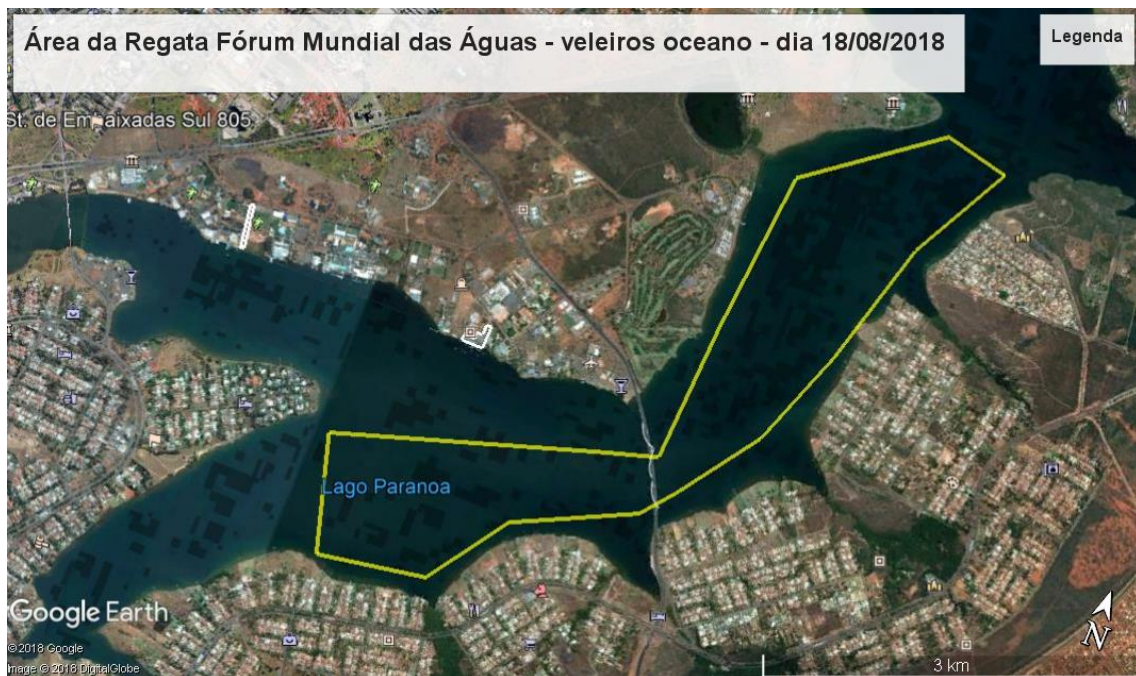 Área da Regata Fórum Mundial das Águas - veleiros oceano - dia 18/08/2018
Legenda
St. de Embaixadas Sul 805
Lago Paranoa
Google Earth
© 2018 Google
Image © 2018 DigitalGlobe
N
3 km